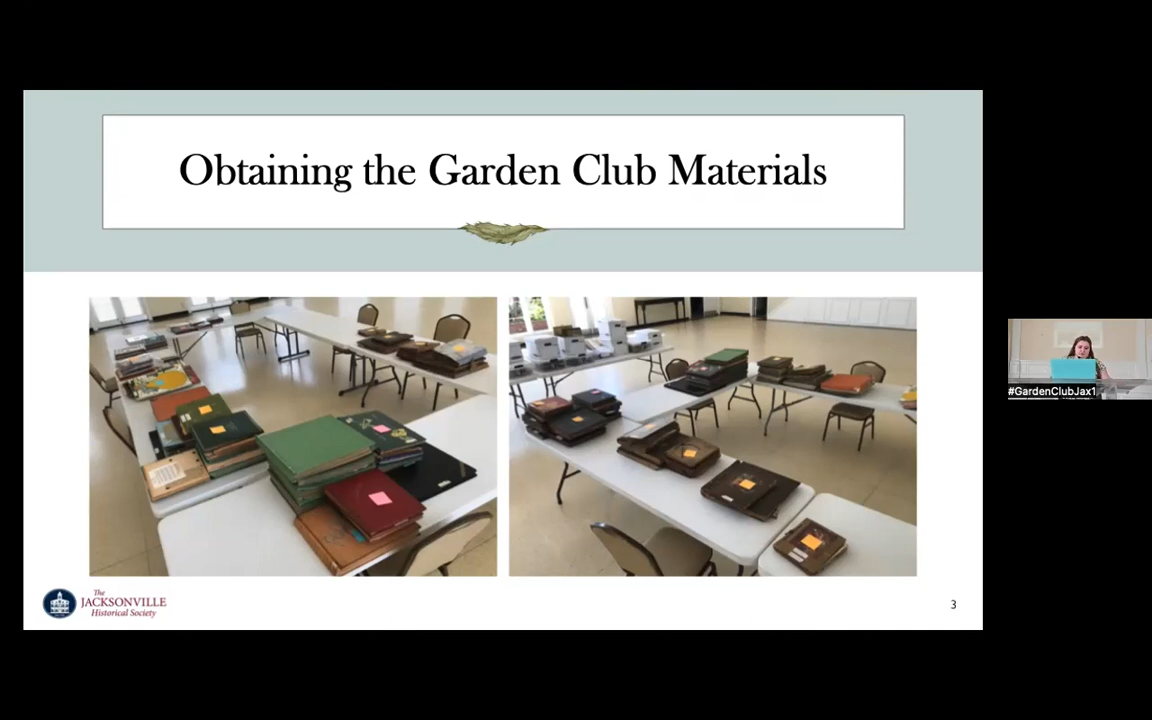 Obtaining the Garden Club Materials
#GardenClubJax1
The
JACKSONVILLE
Historical Society
3